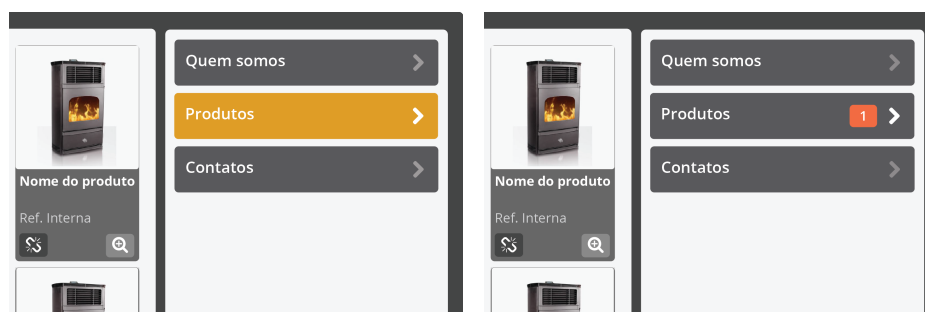 Quem somos
Produtos
Contatos
Nome do produto
Ref. Interna
Quem somos
Produtos 1
Contatos
Nome do produto
Ref. Interna